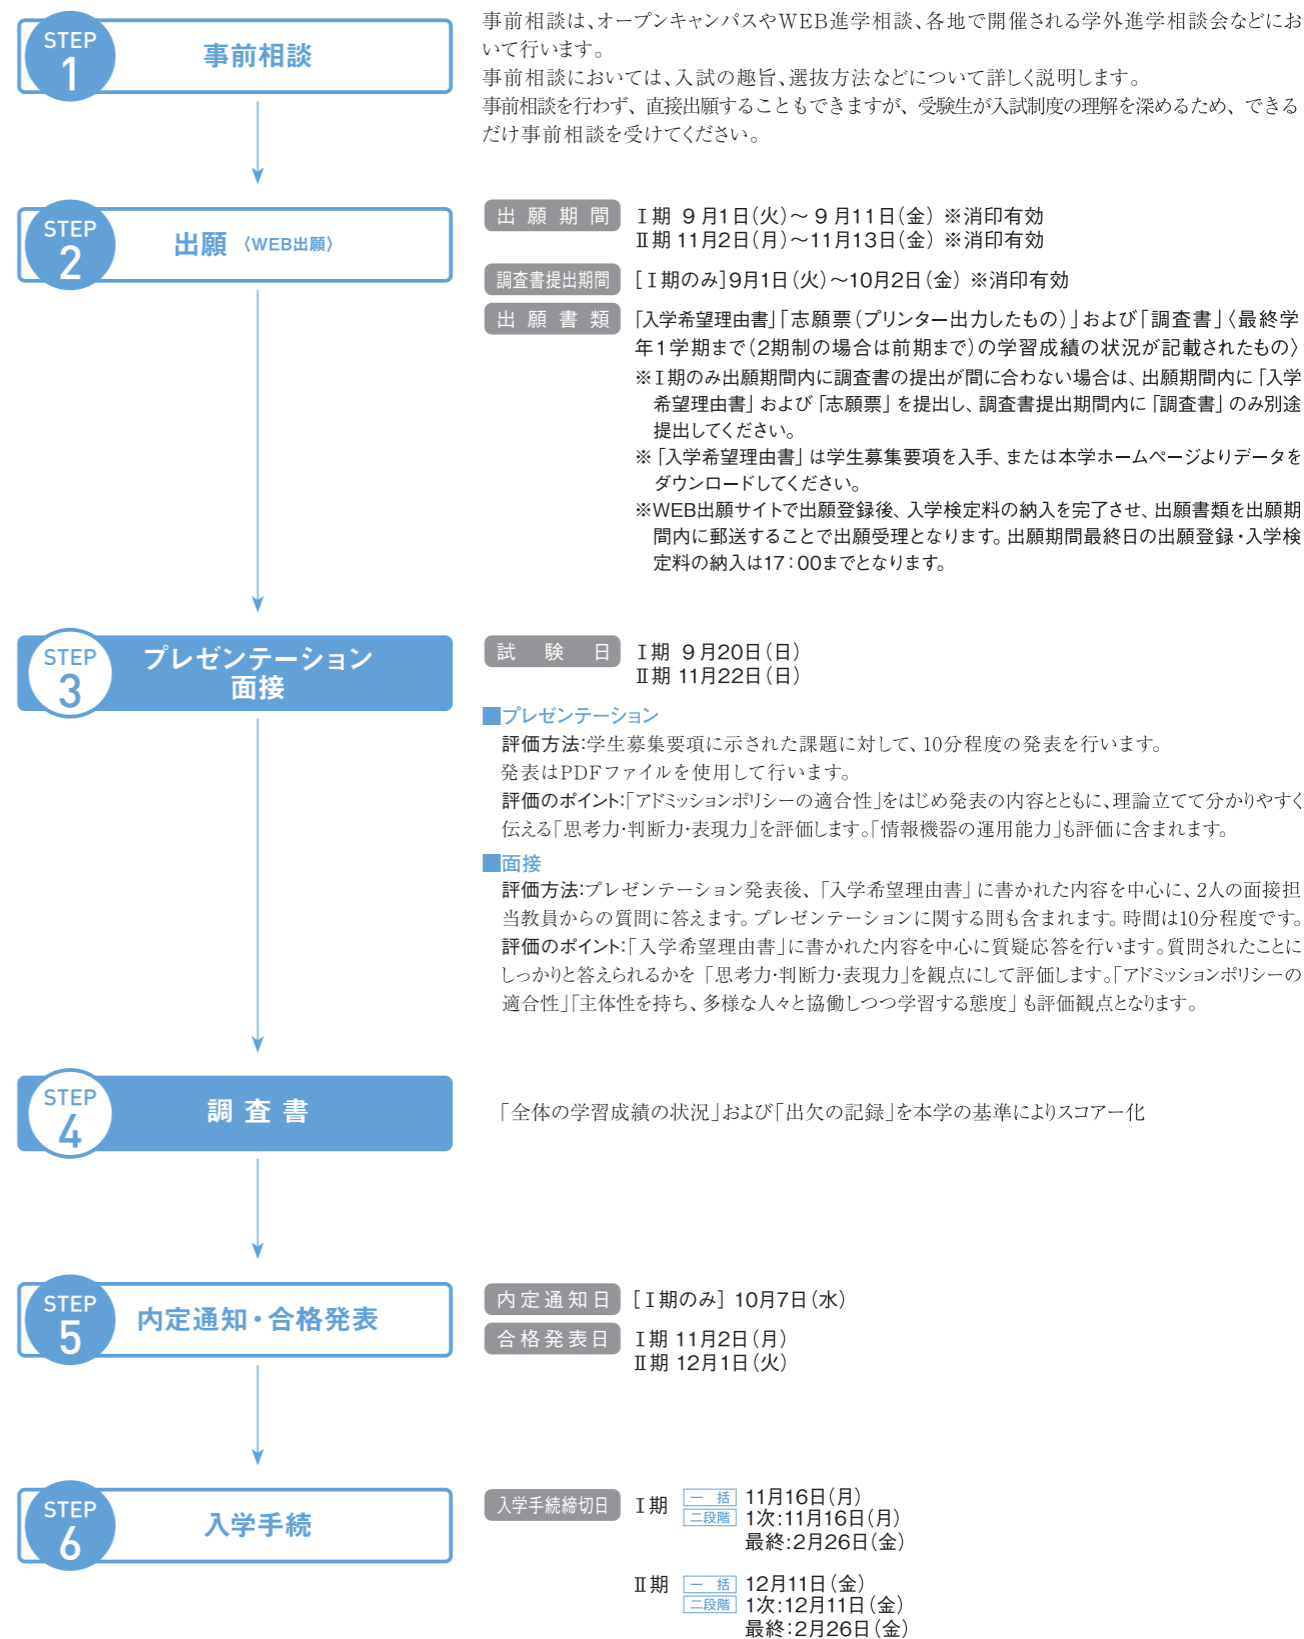 STEP
1
事前相談
事前相談は、オープンキャンパスやWEB進学相談、各地で開催される学外進学相談会などにお
いて行います。
事前相談においては、入試の趣旨、選抜方法などについて詳しく説明します。
事前相談を行わず、直接出願することもできますが、受験生が入試制度の理解を深めるため、できる
だけ事前相談を受けてください。
STEP
2
出願〈WEB出願〉
出願期間 Ⅰ期 9月1日(火)～9月11日(金) ※消印有効
Ⅱ期 11月2日(月)～11月13日(金) ※消印有効
調査書提出期間 [Ⅰ期のみ]9月1日(火)～10月2日(金) ※消印有効
出願書類 「入学希望理由書」「志願票(プリンター出力したもの)」および「調査書」〈最終学
年1学期まで(2期制の場合は前期まで)の学習成績の状況が記載されたもの〉
※Ⅰ期のみ出願期間内に調査書の提出が間に合わない場合は、出願期間内に「入学
希望理由書」および「志願票」を提出し、調査書提出期間内に「調査書」のみ別途
提出してください。
※「入学希望理由書」は学生募集要項を入手、または本学ホームページよりデータを
ダウンロードしてください。
※WEB出願サイトで出願登録後、入学検定料の納入を完了させ、出願書類を出願期
間内に郵送することで出願受理となります。出願期間最終日の出願登録・入学検
定料の納入は17：00までとなります。
STEP
3
プレゼンテーション
面接
試験日 Ⅰ期 9月20日(日)
Ⅱ期 11月22日(日)
■プレゼンテーション
評価方法:学生募集要項に示された課題に対して、10分程度の発表を行います。
発表はPDFファイルを使用して行います。
評価のポイント:「アドミッションポリシーの適合性」をはじめ発表の内容とともに、理論立てて分かりやすく
伝える「思考力・判断力・表現力」を評価します。「情報機器の運用能力」も評価に含まれます。
■面接
評価方法:プレゼンテーション発表後、「入学希望理由書」に書かれた内容を中心に、2人の面接担
当教員からの質問に答えます。プレゼンテーションに関する問も含まれます。時間は10分程度です。
評価のポイント:「入学希望理由書」に書かれた内容を中心に質疑応答を行います。質問されたことに
しっかりと答えられるかを「思考力・判断力・表現力」を観点にして評価します。「アドミッションポリシーの
適合性」「主体性を持ち、多様な人々と協働しつつ学習する態度」も評価観点となります。
STEP
4
調査書
「全体の学習成績の状況」および「出欠の記録」を本学の基準によりスコアー化
STEP
5
内定通知・合格発表
内定通知日 [Ⅰ期のみ] 10月7日(水)
合格発表日 Ⅰ期 11月2日(月)
Ⅱ期 12月1日(火)
STEP
6
入学手続
入学手続締切日 Ⅰ期 一括 11月16日(月)
二段階 1次:11月16日(月)
最終:2月26日(金)
Ⅱ期 一括 12月11日(金)
二段階 1次:12月11日(金)
最終:2月26日(金)